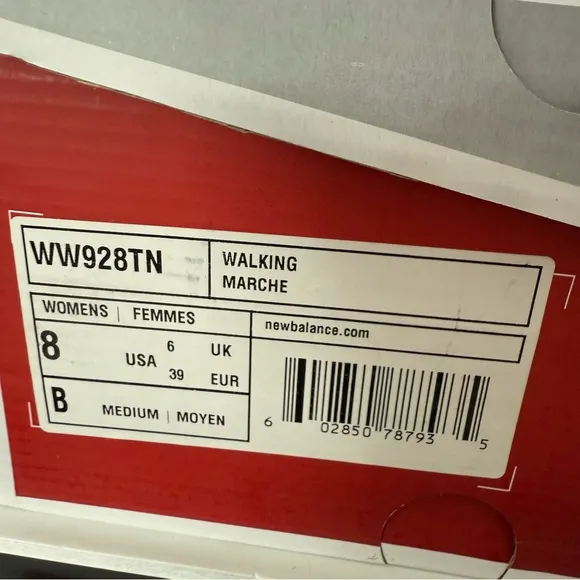 WW928TN
WALKING
MARCHE
WOMENS | FEMMES
newbalance.com
8 USA 6 UK
39 EUR
B MEDIUM | MOYEN
6 02850 78793 5